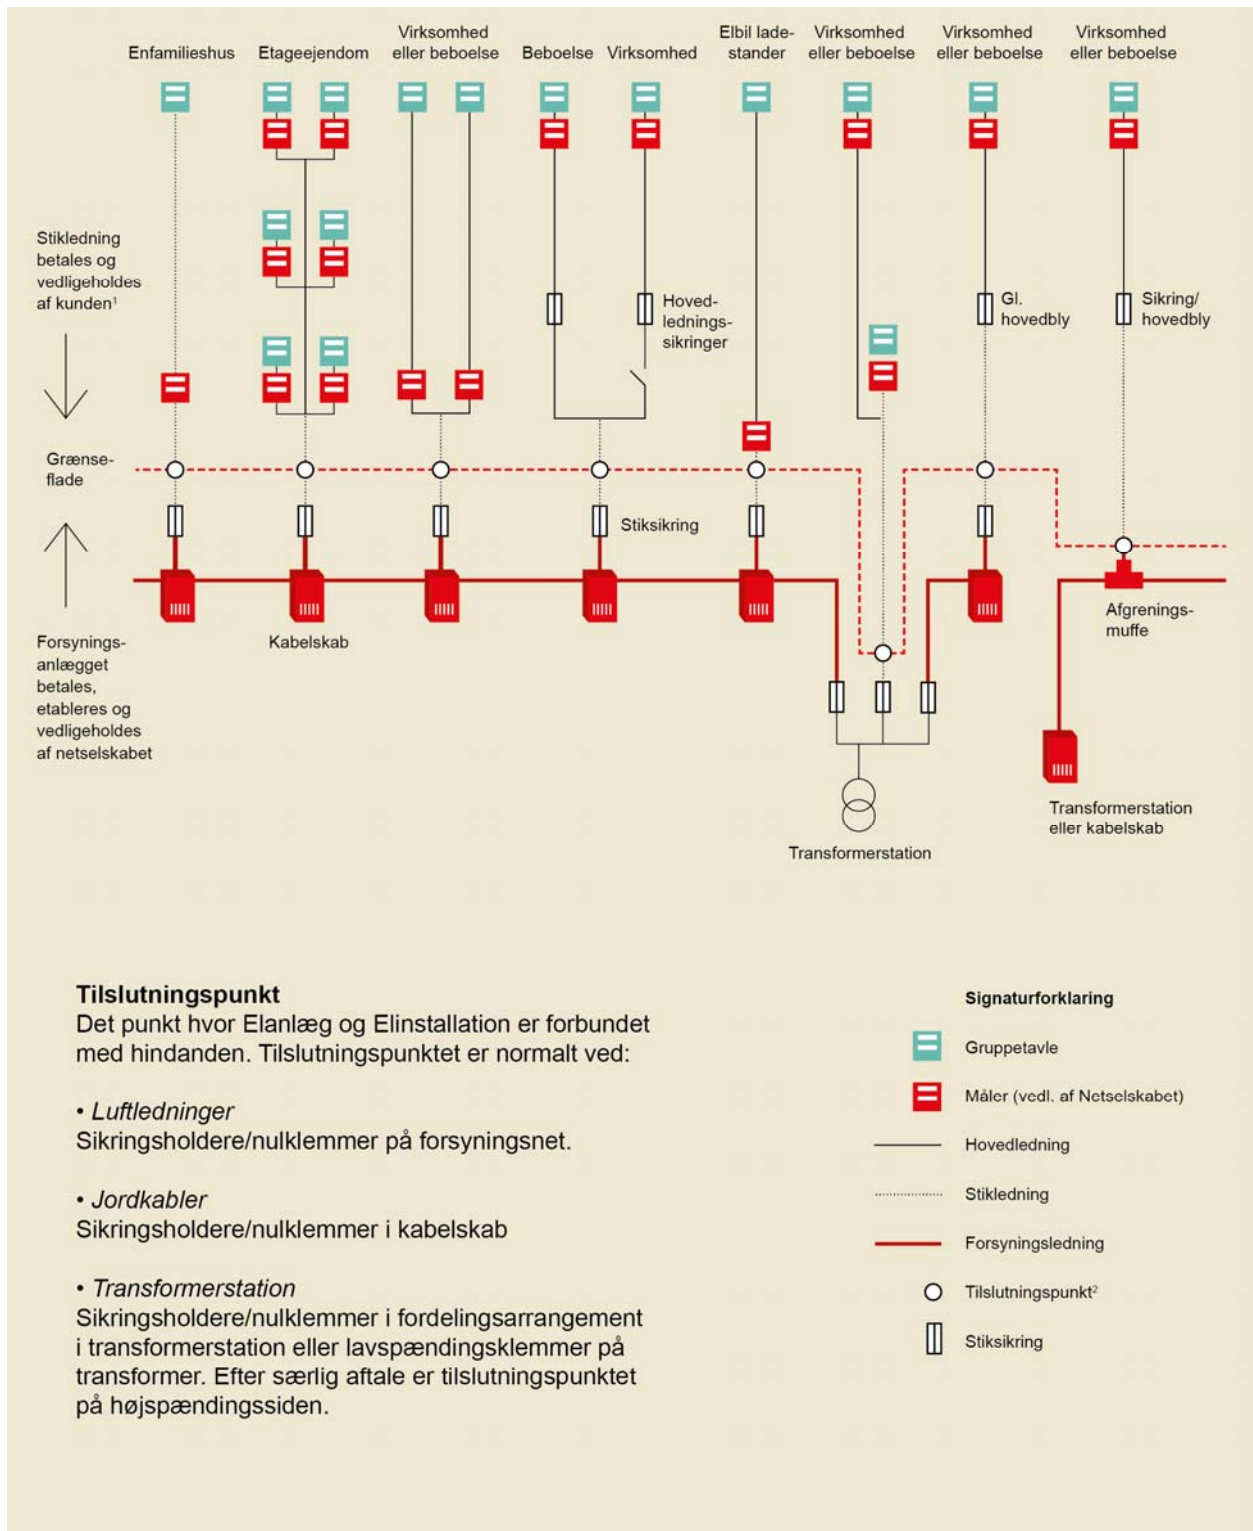 Enfamilieshus
Etageejendom
Virksomhed
eller beboelse
Beboelse
Virksomhed
Elbil lade-
stander
Virksomhed
eller beboelse
Virksomhed
eller beboelse
Virksomhed
eller beboelse
Stikledning
betales og
vedligeholdes
af kunden¹
Hoved-
lednings-
sikringer
Gl.
hovedbly
Sikring/
hovedbly
Grænse-
flade
Stiksikring
Kabelskab
Afgrenings-
muffe
Forsynings-
anlægget
betales,
etableres og
vedligeholdes
af netselskabet
Transformerstation
Transformerstation
eller kabelskab
Tilslutningspunkt
Det punkt hvor Elanlæg og Elinstallation er forbundet
med hindanden. Tilslutningspunktet er normalt ved:
• Luftledninger
Sikringsholdere/nulklemmer på forsyningsnet.
• Jordkabler
Sikringsholdere/nulklemmer i kabelskab
• Transformerstation
Sikringsholdere/nulklemmer i fordelingsarrangement
i transformerstation eller lavspændingsklemmer på
transformer. Efter særlig aftale er tilslutningspunktet
på højspændingssiden.
Signaturforklaring
Gruppetavle
Måler (vedl. af Netselskabet)
Hovedledning
Stikledning
Forsyningsledning
Tilslutningspunkt²
Stiksikring